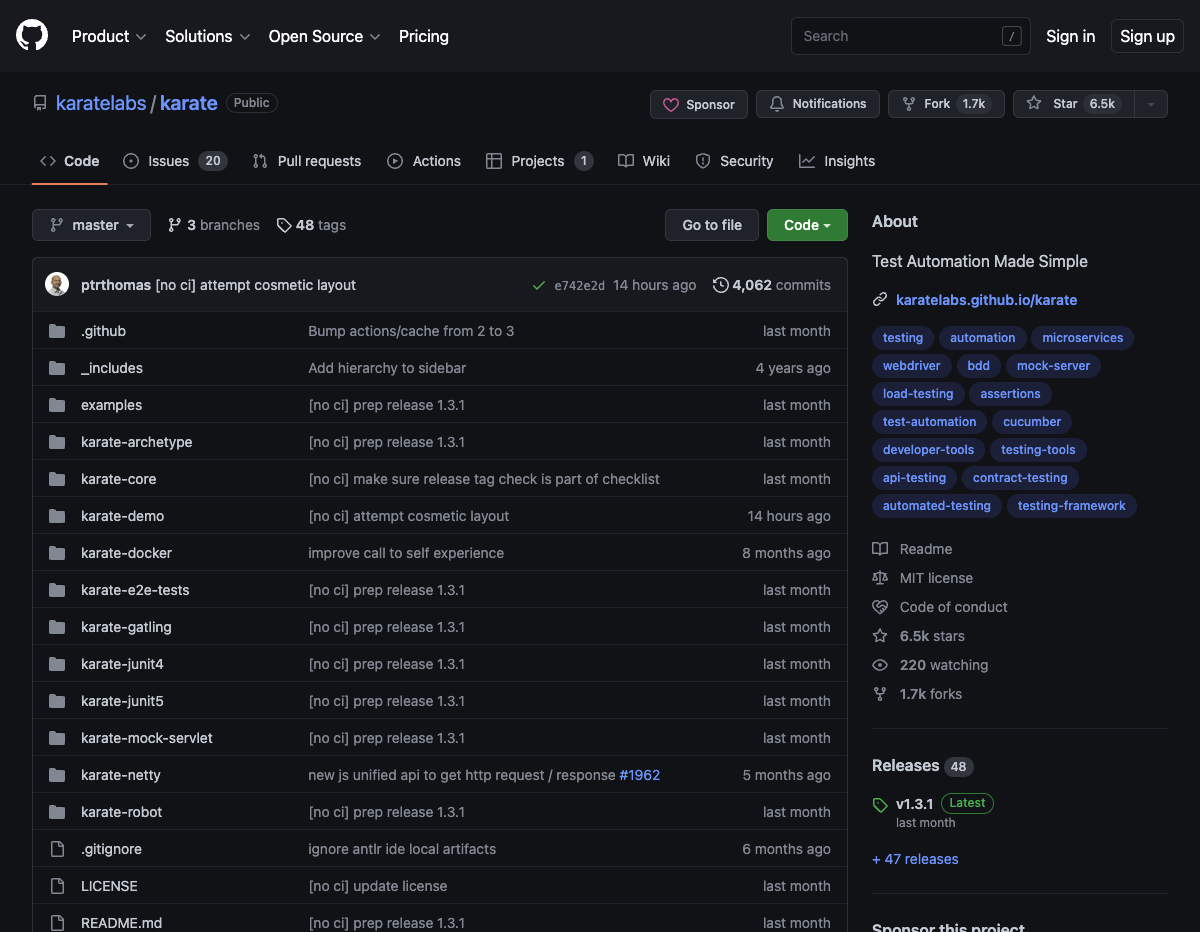 Product Solutions Open Source Pricing Search / Sign in Sign up
karatelabs / karate Public Sponsor Notifications Fork 1.7k Star 6.5k
Code Issues 20 Pull requests Actions Projects 1 Wiki Security Insights
master 3 branches 48 tags Go to file Code
ptrthomas [no ci] attempt cosmetic layout e742e2d 14 hours ago 4,062 commits
.github Bump actions/cache from 2 to 3 last month
_includes Add hierarchy to sidebar 4 years ago
examples [no ci] prep release 1.3.1 last month
karate-archetype [no ci] prep release 1.3.1 last month
karate-core [no ci] make sure release tag check is part of checklist last month
karate-demo [no ci] attempt cosmetic layout 14 hours ago
karate-docker improve call to self experience 8 months ago
karate-e2e-tests [no ci] prep release 1.3.1 last month
karate-gatling [no ci] prep release 1.3.1 last month
karate-junit4 [no ci] prep release 1.3.1 last month
karate-junit5 [no ci] prep release 1.3.1 last month
karate-mock-servlet [no ci] prep release 1.3.1 last month
karate-netty new js unified api to get http request / response #1962 5 months ago
karate-robot [no ci] prep release 1.3.1 last month
.gitignore ignore antlr ide local artifacts 6 months ago
LICENSE [no ci] update license last month
README.md [no ci] prep release 1.3.1 last month
About
Test Automation Made Simple
karatelabs.github.io/karate
testing automation microservices
webdriver bdd mock-server
load-testing assertions
test-automation cucumber
developer-tools testing-tools
api-testing contract-testing
automated-testing testing-framework
Readme
MIT license
Code of conduct
6.5k stars
220 watching
1.7k forks
Releases 48
v1.3.1 Latest
last month
+ 47 releases
Sponsor this project